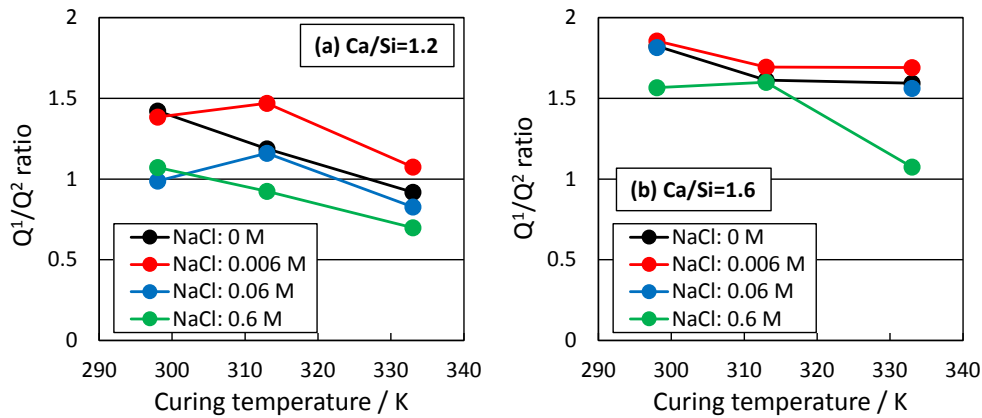 2
1.5
1
0.5
0
Q¹/Q² ratio
(a) Ca/Si=1.2
NaCl: 0 M
NaCl: 0.006 M
NaCl: 0.06 M
NaCl: 0.6 M
290 300 310 320 330 340
Curing temperature / K
2
1.5
1
0.5
0
Q¹/Q² ratio
(b) Ca/Si=1.6
NaCl: 0 M
NaCl: 0.006 M
NaCl: 0.06 M
NaCl: 0.6 M
290 300 310 320 330 340
Curing temperature / K